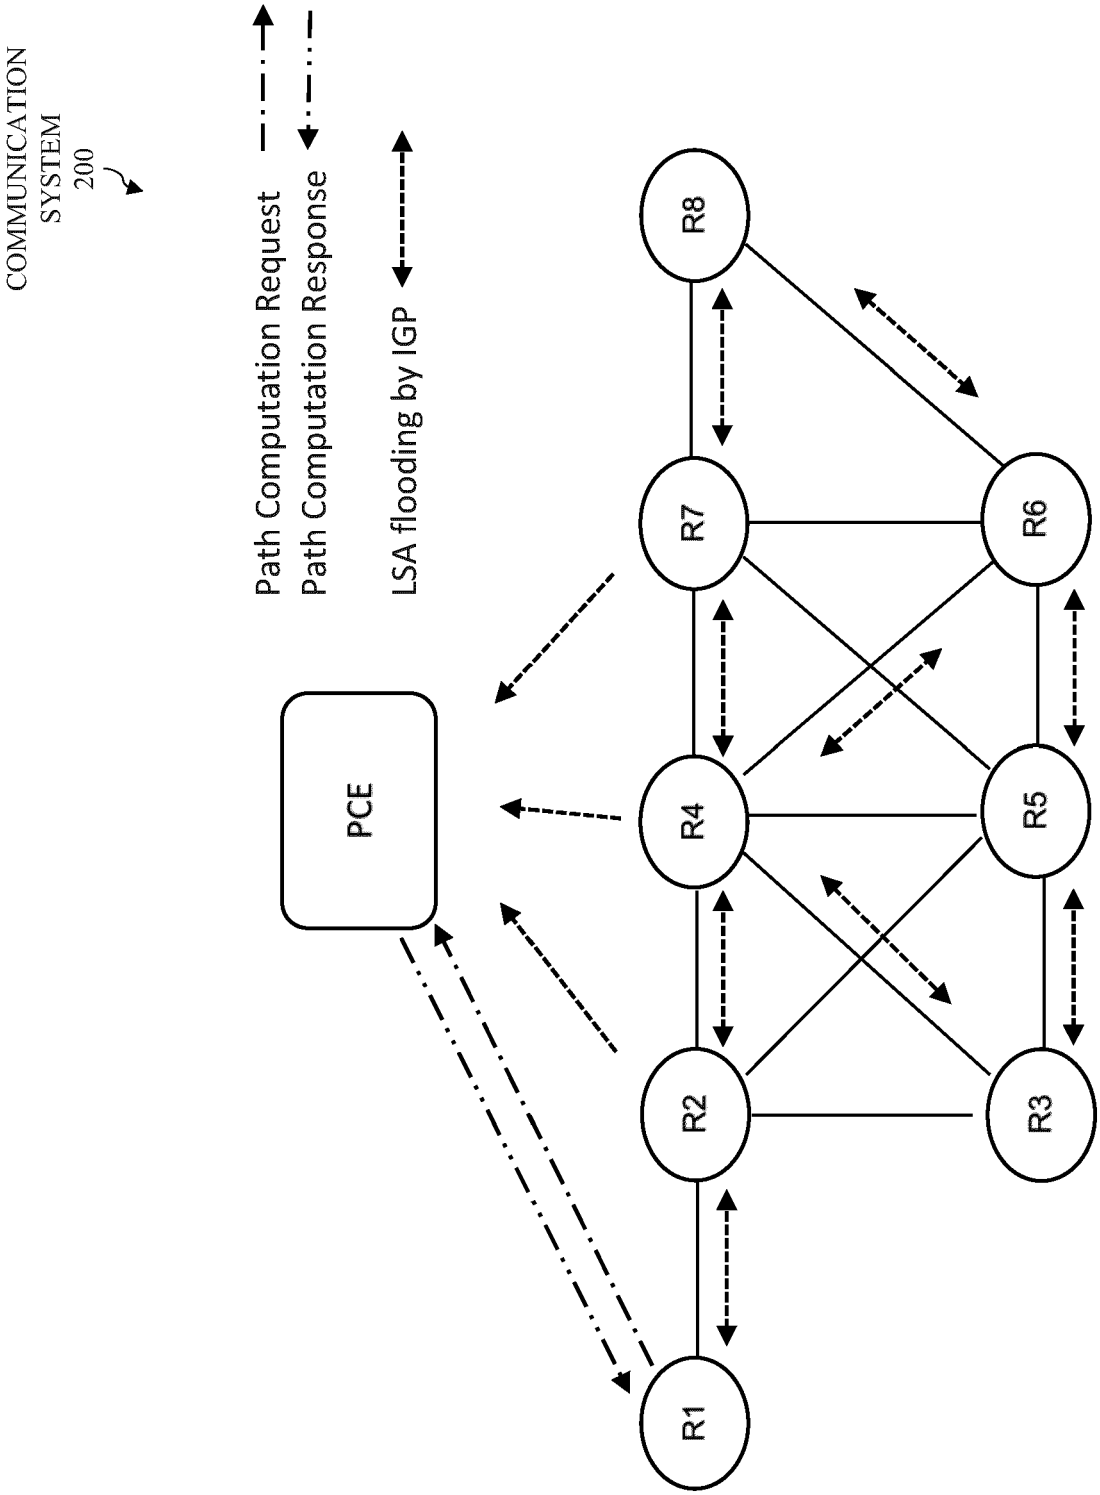 COMMUNICATION
SYSTEM
200
Path Computation Request
Path Computation Response
LSA flooding by IGP
PCE
R1
R2
R4
R7
R8
R3
R5
R6